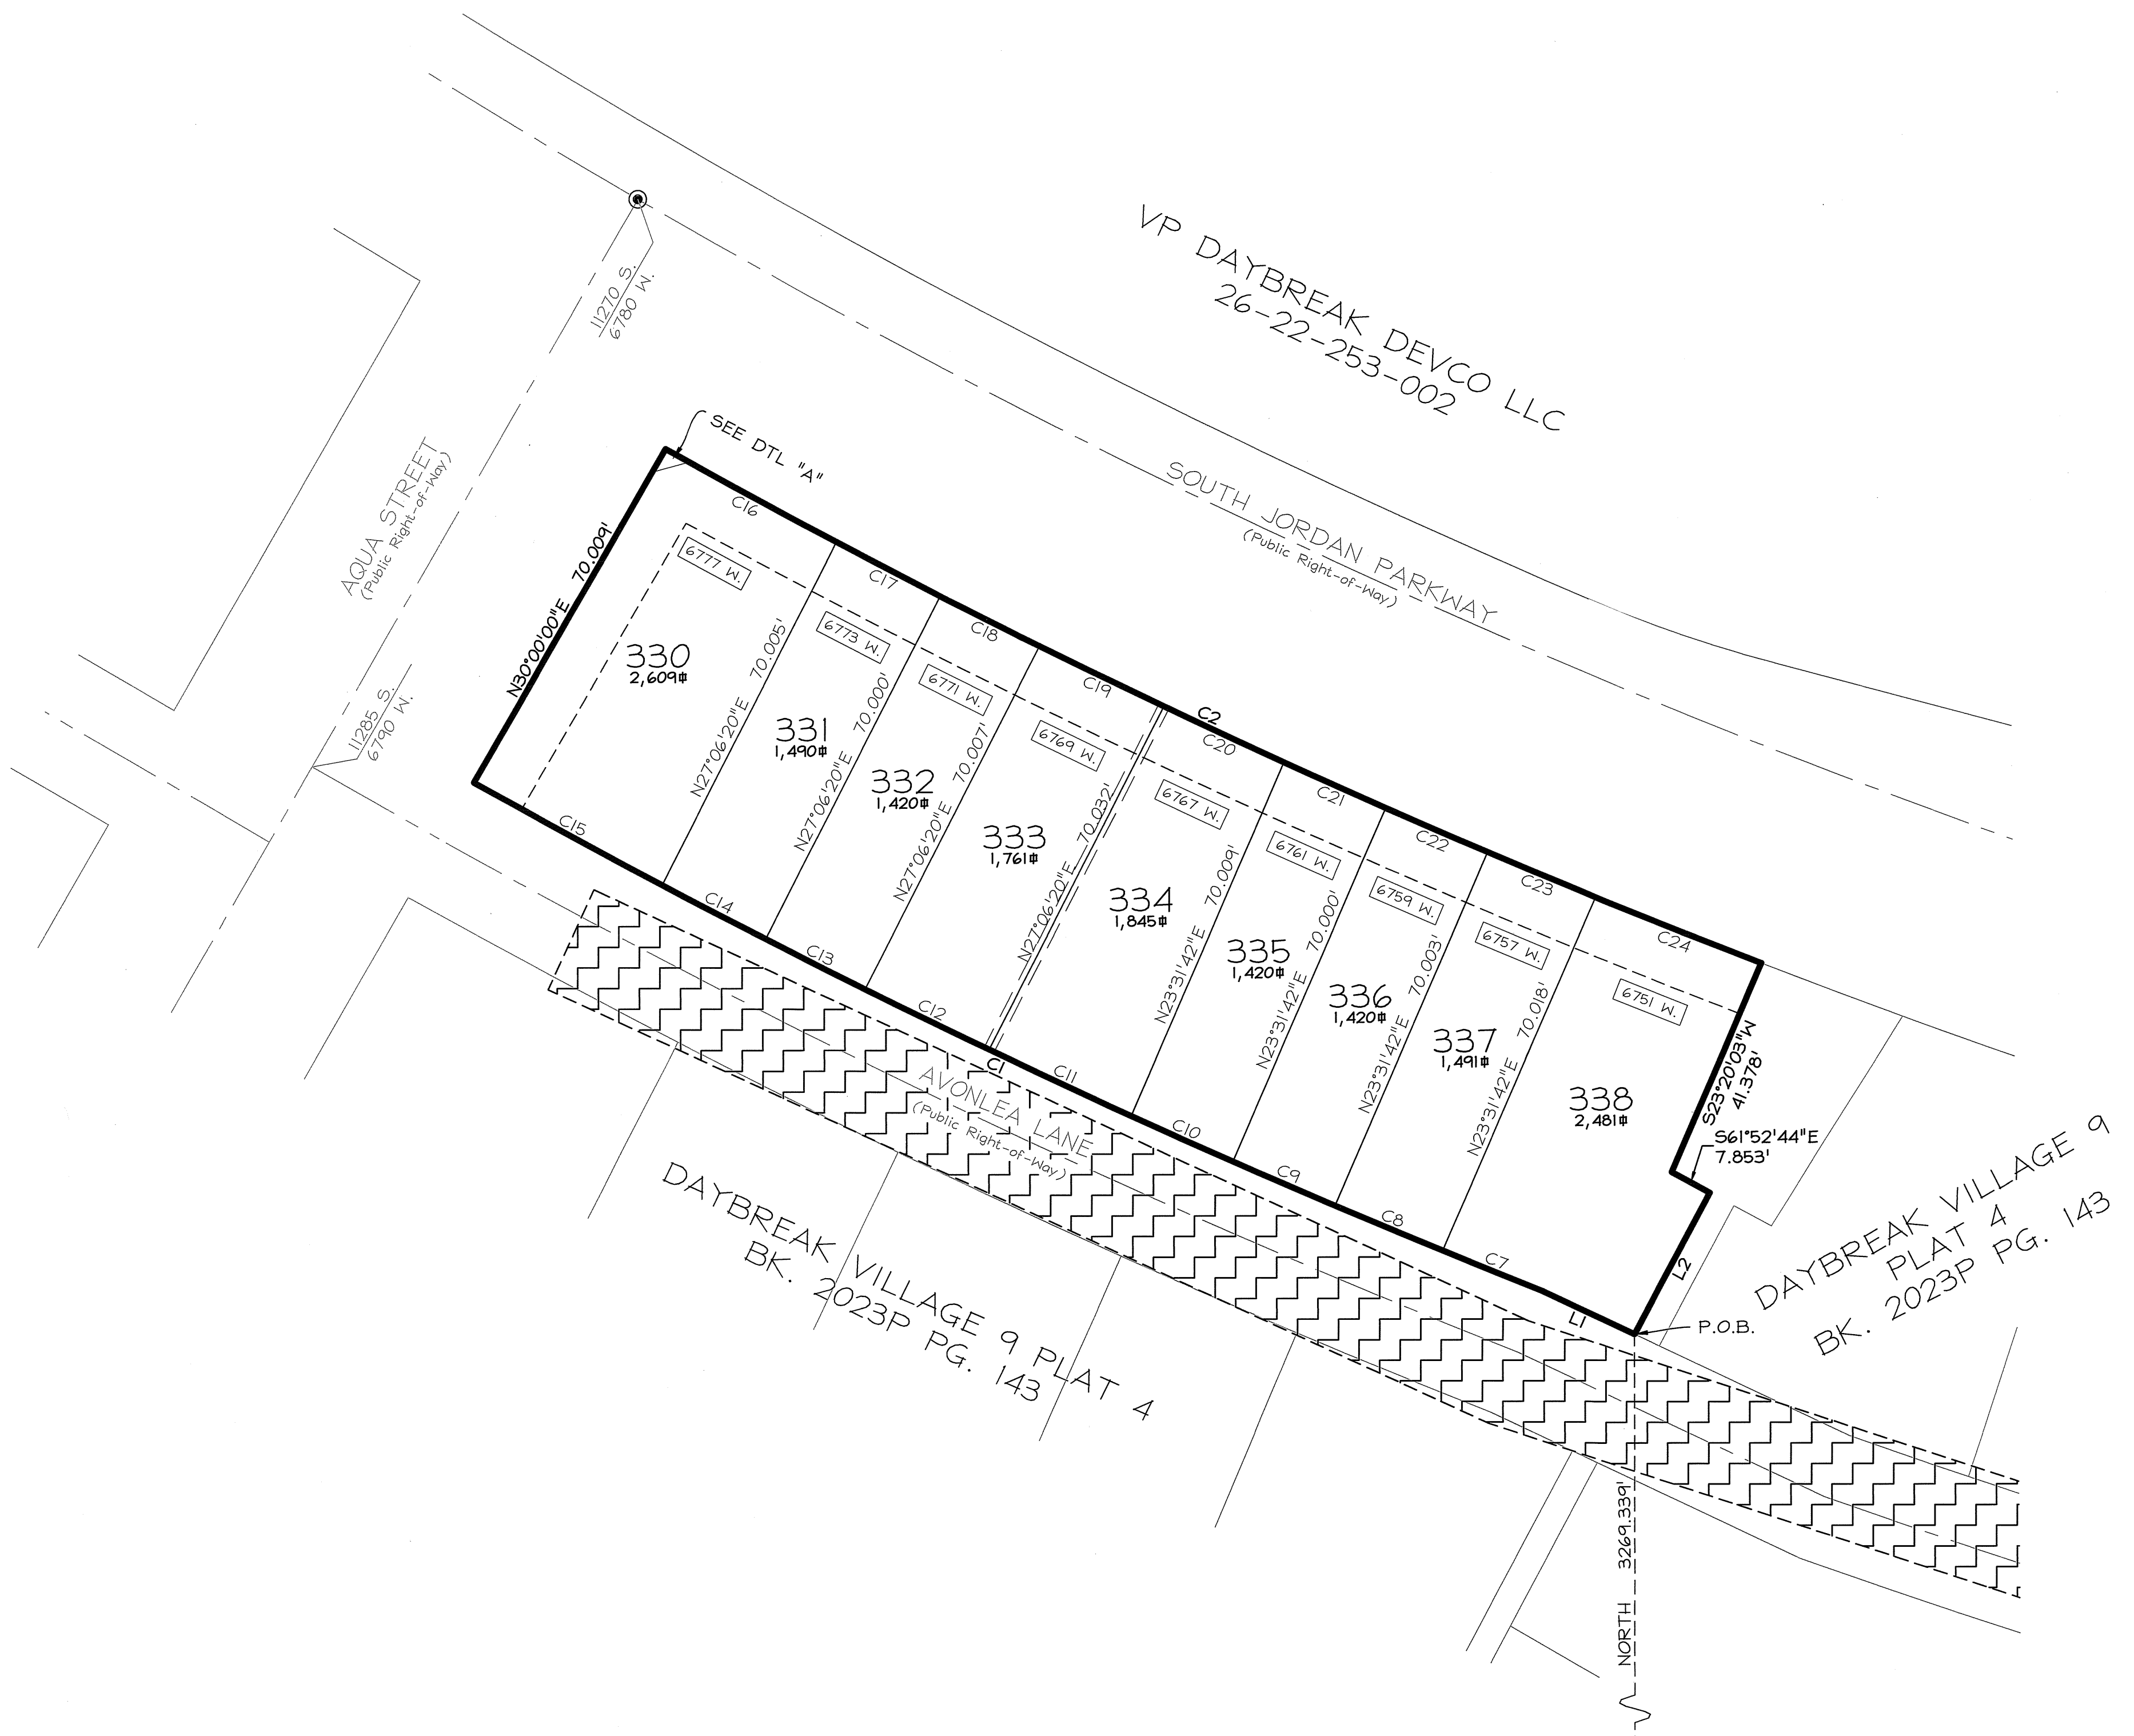 VP DAYBREAK DEVCO LLC
26-22-253-002
11270 S.
6780 W.
SOUTH JORDAN PARKWAY
(Public Right-of-Way)
SEE DTL "A"
AQUA STREET
(Public Right-of-Way)
11285 S.
6790 W.
N30°00'00"E 70.009'
C16
C17
C18
C19
C2
C20
C21
C22
C23
C24
6777 W.
6773 W.
6771 W.
6769 W.
6767 W.
6761 W.
6759 W.
6757 W.
6751 W.
330
2,609⏍
N27°06'20"E 70.005'
331
1,490⏍
N27°06'20"E 70.000'
332
1,420⏍
N27°06'20"E 70.007'
333
1,761⏍
N27°06'20"E 70.032'
334
1,845⏍
N23°31'42"E 70.009'
335
1,420⏍
N23°31'42"E 70.000'
336
1,420⏍
N23°31'42"E 70.003'
337
1,491⏍
N23°31'42"E 70.018'
338
2,481⏍
S23°20'03"W
41.378'
S61°52'44"E
7.853'
L2
C15
C14
C13
C12
C1
C11
C10
C9
C8
C7
L1
P.O.B.
AVONLEA LANE
(Public Right-of-Way)
DAYBREAK VILLAGE 9 PLAT 4
BK. 2023P PG. 143
DAYBREAK VILLAGE 9
PLAT 4
BK. 2023P PG. 143
NORTH 3269.339'